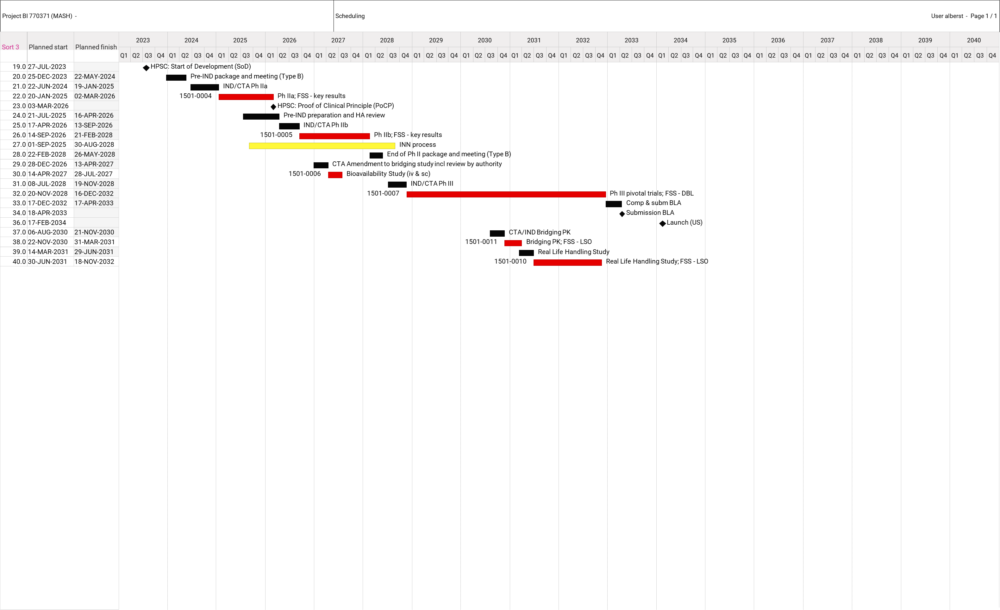 Project BI 770371 (MASH) - Scheduling User alberst - Page 1 / 1
2023 2024 2025 2026 2027 2028 2029 2030 2031 2032 2033 2034 2035 2036 2037 2038 2039 2040
Sort 3 Planned start Planned finish
Q1 Q2 Q3 Q4 Q1 Q2 Q3 Q4 Q1 Q2 Q3 Q4 Q1 Q2 Q3 Q4 Q1 Q2 Q3 Q4 Q1 Q2 Q3 Q4 Q1 Q2 Q3 Q4 Q1 Q2 Q3 Q4 Q1 Q2 Q3 Q4 Q1 Q2 Q3 Q4 Q1 Q2 Q3 Q4 Q1 Q2 Q3 Q4 Q1 Q2 Q3 Q4 Q1 Q2 Q3 Q4 Q1 Q2 Q3 Q4 Q1 Q2 Q3 Q4 Q1 Q2 Q3 Q4 Q1 Q2 Q3 Q4
19.0 27-JUL-2023 HPSC: Start of Development (SoD)
20.0 25-DEC-2023 22-MAY-2024 Pre-IND package and meeting (Type B)
21.0 22-JUN-2024 19-JAN-2025 IND/CTA Ph IIa
22.0 20-JAN-2025 02-MAR-2026 1501-0004 Ph IIa; FSS - key results
23.0 03-MAR-2026 HPSC: Proof of Clinical Principle (PoCP)
24.0 21-JUL-2025 16-APR-2026 Pre-IND preparation and HA review
25.0 17-APR-2026 13-SEP-2026 IND/CTA Ph IIb
26.0 14-SEP-2026 21-FEB-2028 1501-0005 Ph IIb; FSS - key results
27.0 01-SEP-2025 30-AUG-2028 INN process
28.0 22-FEB-2028 26-MAY-2028 End of Ph II package and meeting (Type B)
29.0 28-DEC-2026 13-APR-2027 CTA Amendment to bridging study incl review by authority
30.0 14-APR-2027 28-JUL-2027 1501-0006 Bioavailability Study (iv & sc)
31.0 08-JUL-2028 19-NOV-2028 IND/CTA Ph III
32.0 20-NOV-2028 16-DEC-2032 1501-0007 Ph III pivotal trials; FSS - DBL
33.0 17-DEC-2032 17-APR-2033 Comp & subm BLA
34.0 18-APR-2033 Submission BLA
36.0 17-FEB-2034 Launch (US)
37.0 06-AUG-2030 21-NOV-2030 CTA/IND Bridging PK
38.0 22-NOV-2030 31-MAR-2031 1501-0011 Bridging PK; FSS - LSO
39.0 14-MAR-2031 29-JUN-2031 Real Life Handling Study
40.0 30-JUN-2031 18-NOV-2032 1501-0010 Real Life Handling Study; FSS - LSO